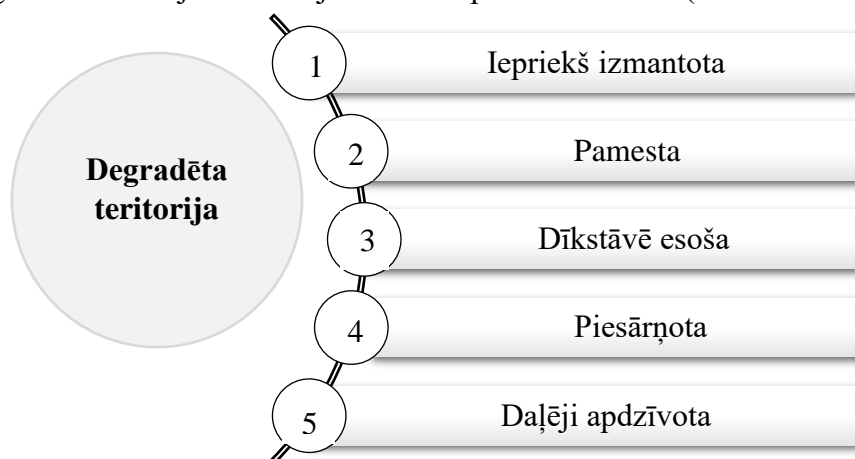 Degradēta
teritorija
1
Iepriekš izmantota
2
Pamesta
3
Dīkstāvē esoša
4
Piesārņota
5
Daļēji apdzīvota